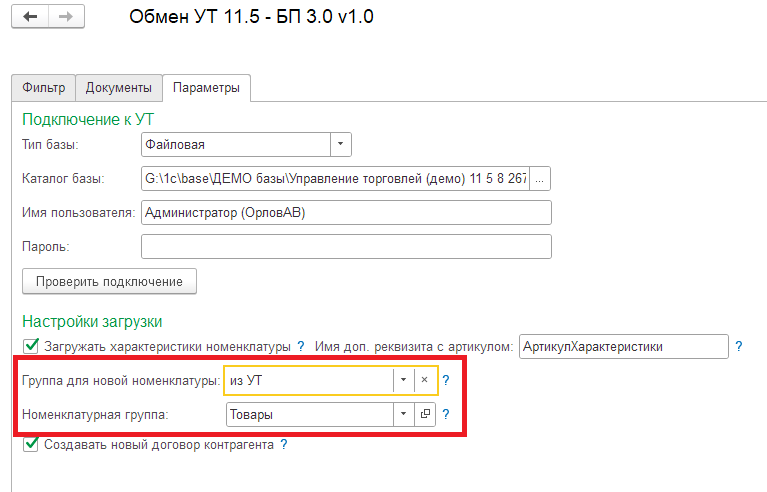 Обмен УТ 11.5 - БП 3.0 v1.0
Фильтр Документы Параметры
Подключение к УТ
Тип базы: Файловая
Каталог базы: G:\1c\base\ДЕМО базы\Управление торговлей (демо) 11 5 8 267 ...
Имя пользователя: Администратор (ОрловАВ)
Пароль:
Проверить подключение
Настройки загрузки
Загружать характеристики номенклатуры ? Имя доп. реквизита с артикулом: АртикулХарактеристики ?
Группа для новой номенклатуры: из УТ × ?
Номенклатурная группа: Товары ?
Создавать новый договор контрагента ?